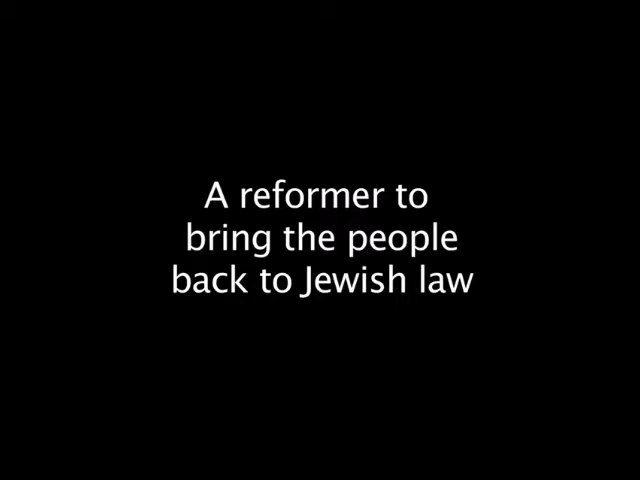 A reformer to
bring the people
back to Jewish law